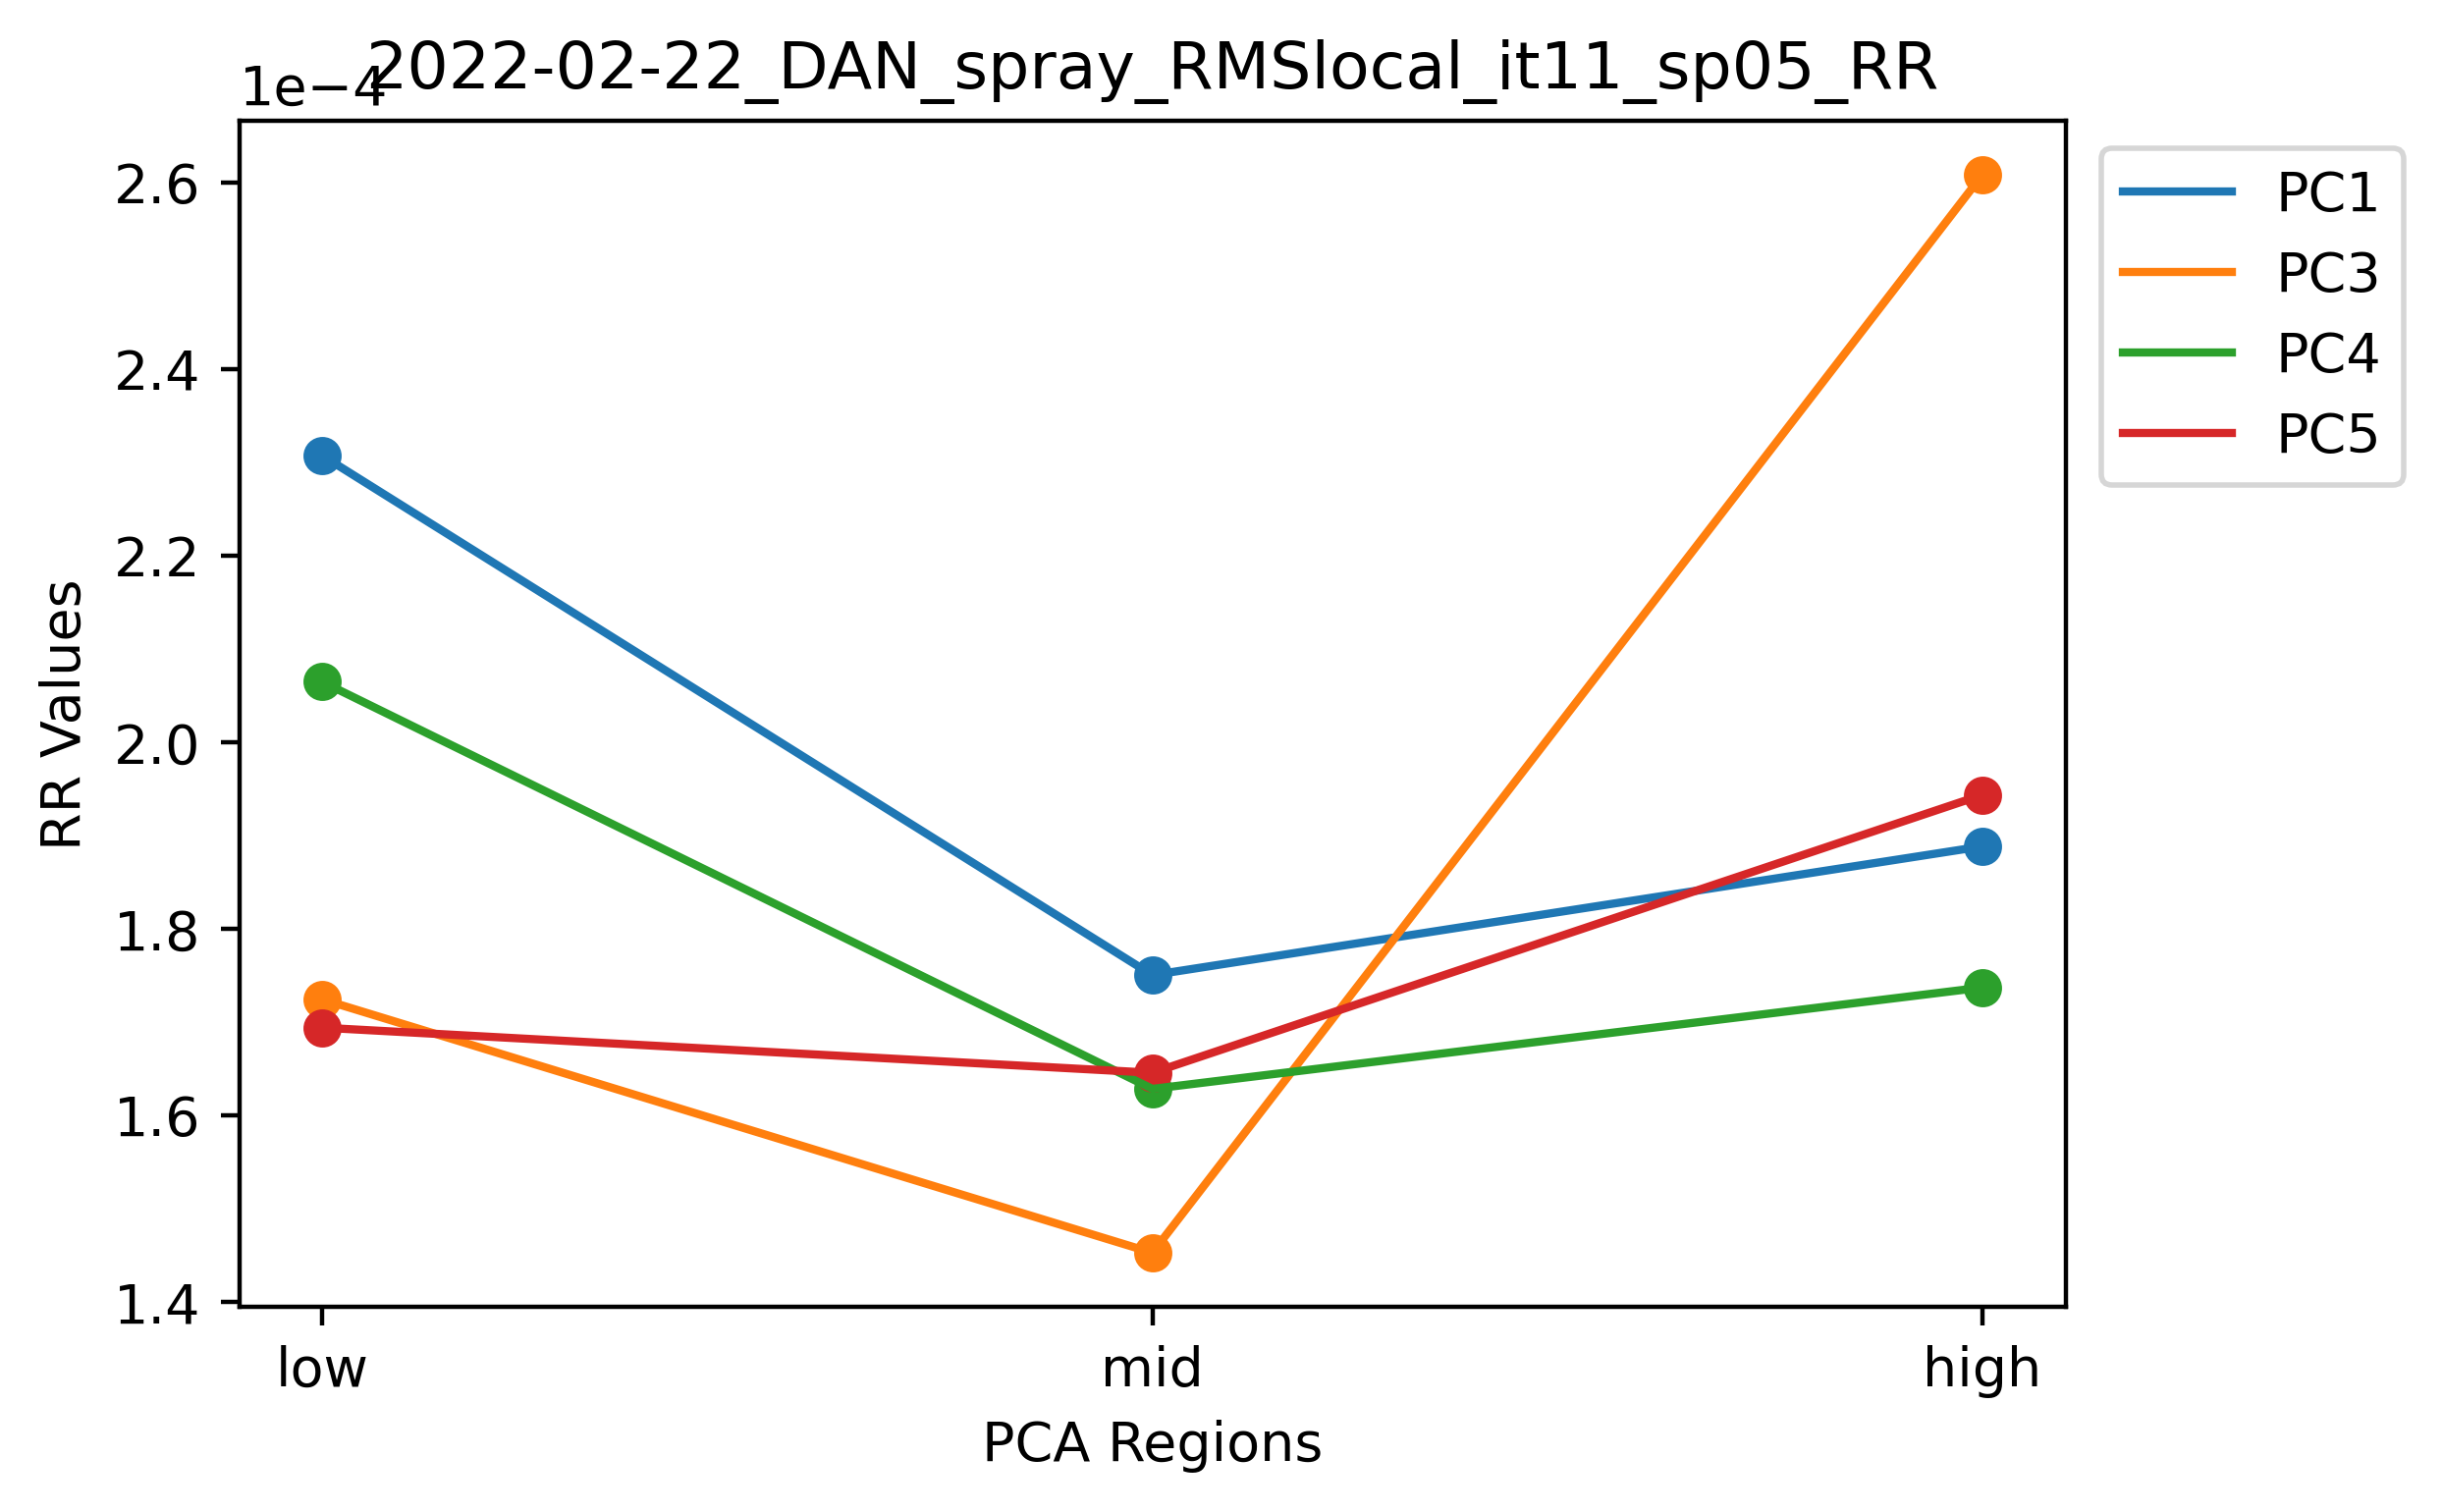 1e−4
2022-02-22_DAN_spray_RMSlocal_it11_sp05_RR
2.6
2.4
2.2
2.0
1.8
1.6
1.4
RR Values
low mid high
PCA Regions
PC1
PC3
PC4
PC5